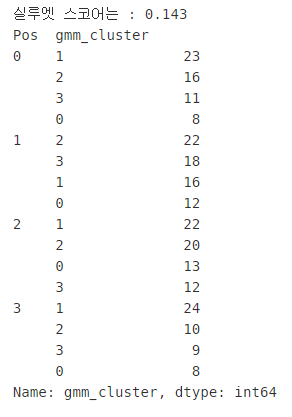 실루엣 스코어는 : 0.143
Pos  gmm_cluster
0    1              23
     2              16
     3              11
     0               8
1    2              22
     3              18
     1              16
     0              12
2    1              22
     2              20
     0              13
     3              12
3    1              24
     2              10
     3               9
     0               8
Name: gmm_cluster, dtype: int64